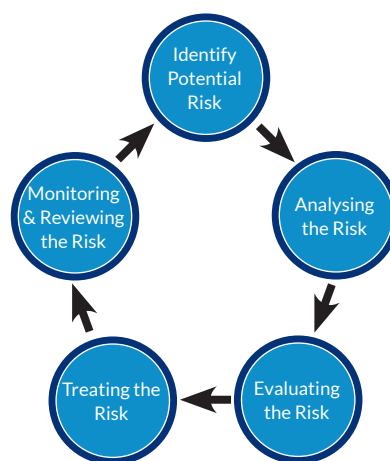 Identify
Potential
Risk
Analysing
the Risk
Evaluating
the Risk
Treating the
Risk
Monitoring
& Reviewing
the Risk